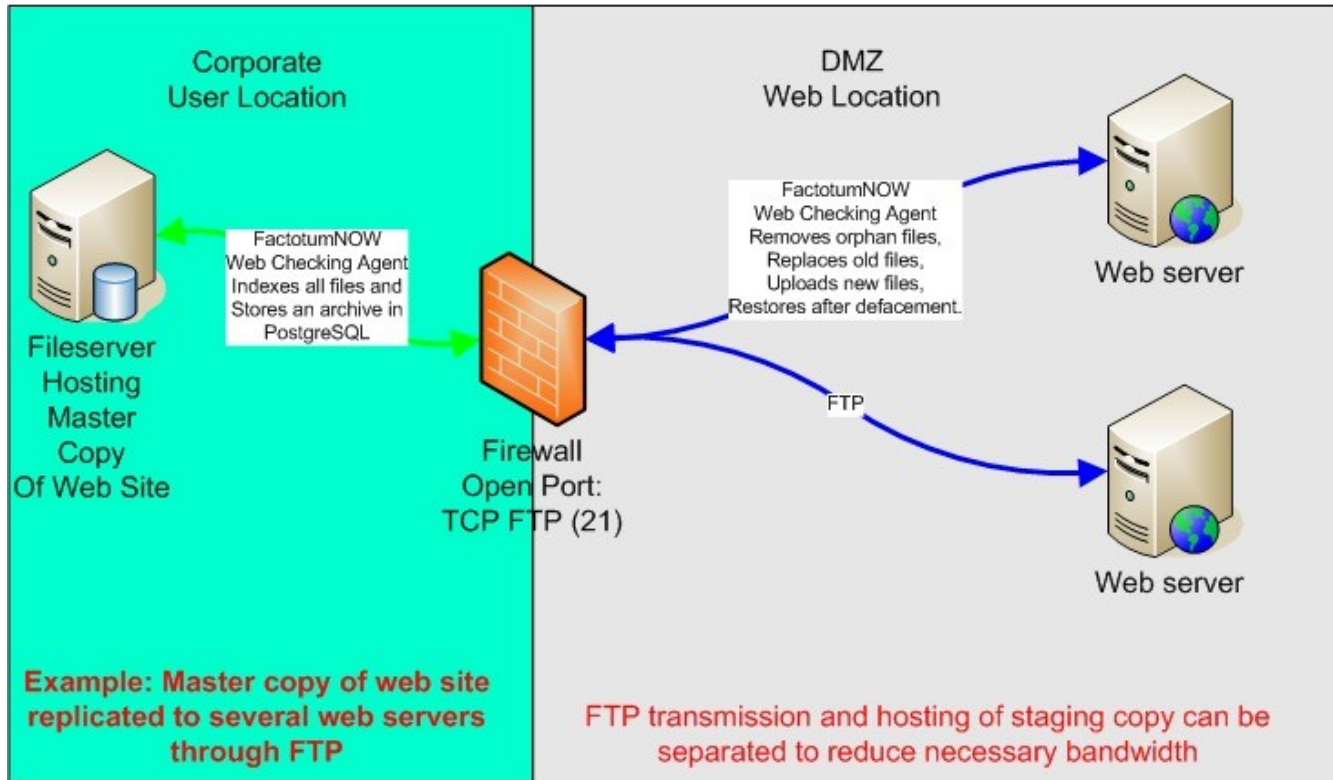 Corporate
User Location
DMZ
Web Location
FactotumNOW
Web Checking Agent
Indexes all files and
Stores an archive in
PostgreSQL
FactotumNOW
Web Checking Agent
Removes orphan files,
Replaces old files,
Uploads new files,
Restores after defacement.
Web server
Fileserver
Hosting
Master
Copy
Of Web Site
Firewall
Open Port:
TCP FTP (21)
FTP
Web server
Example: Master copy of web site
replicated to several web servers
through FTP
FTP transmission and hosting of staging copy can be
separated to reduce necessary bandwidth